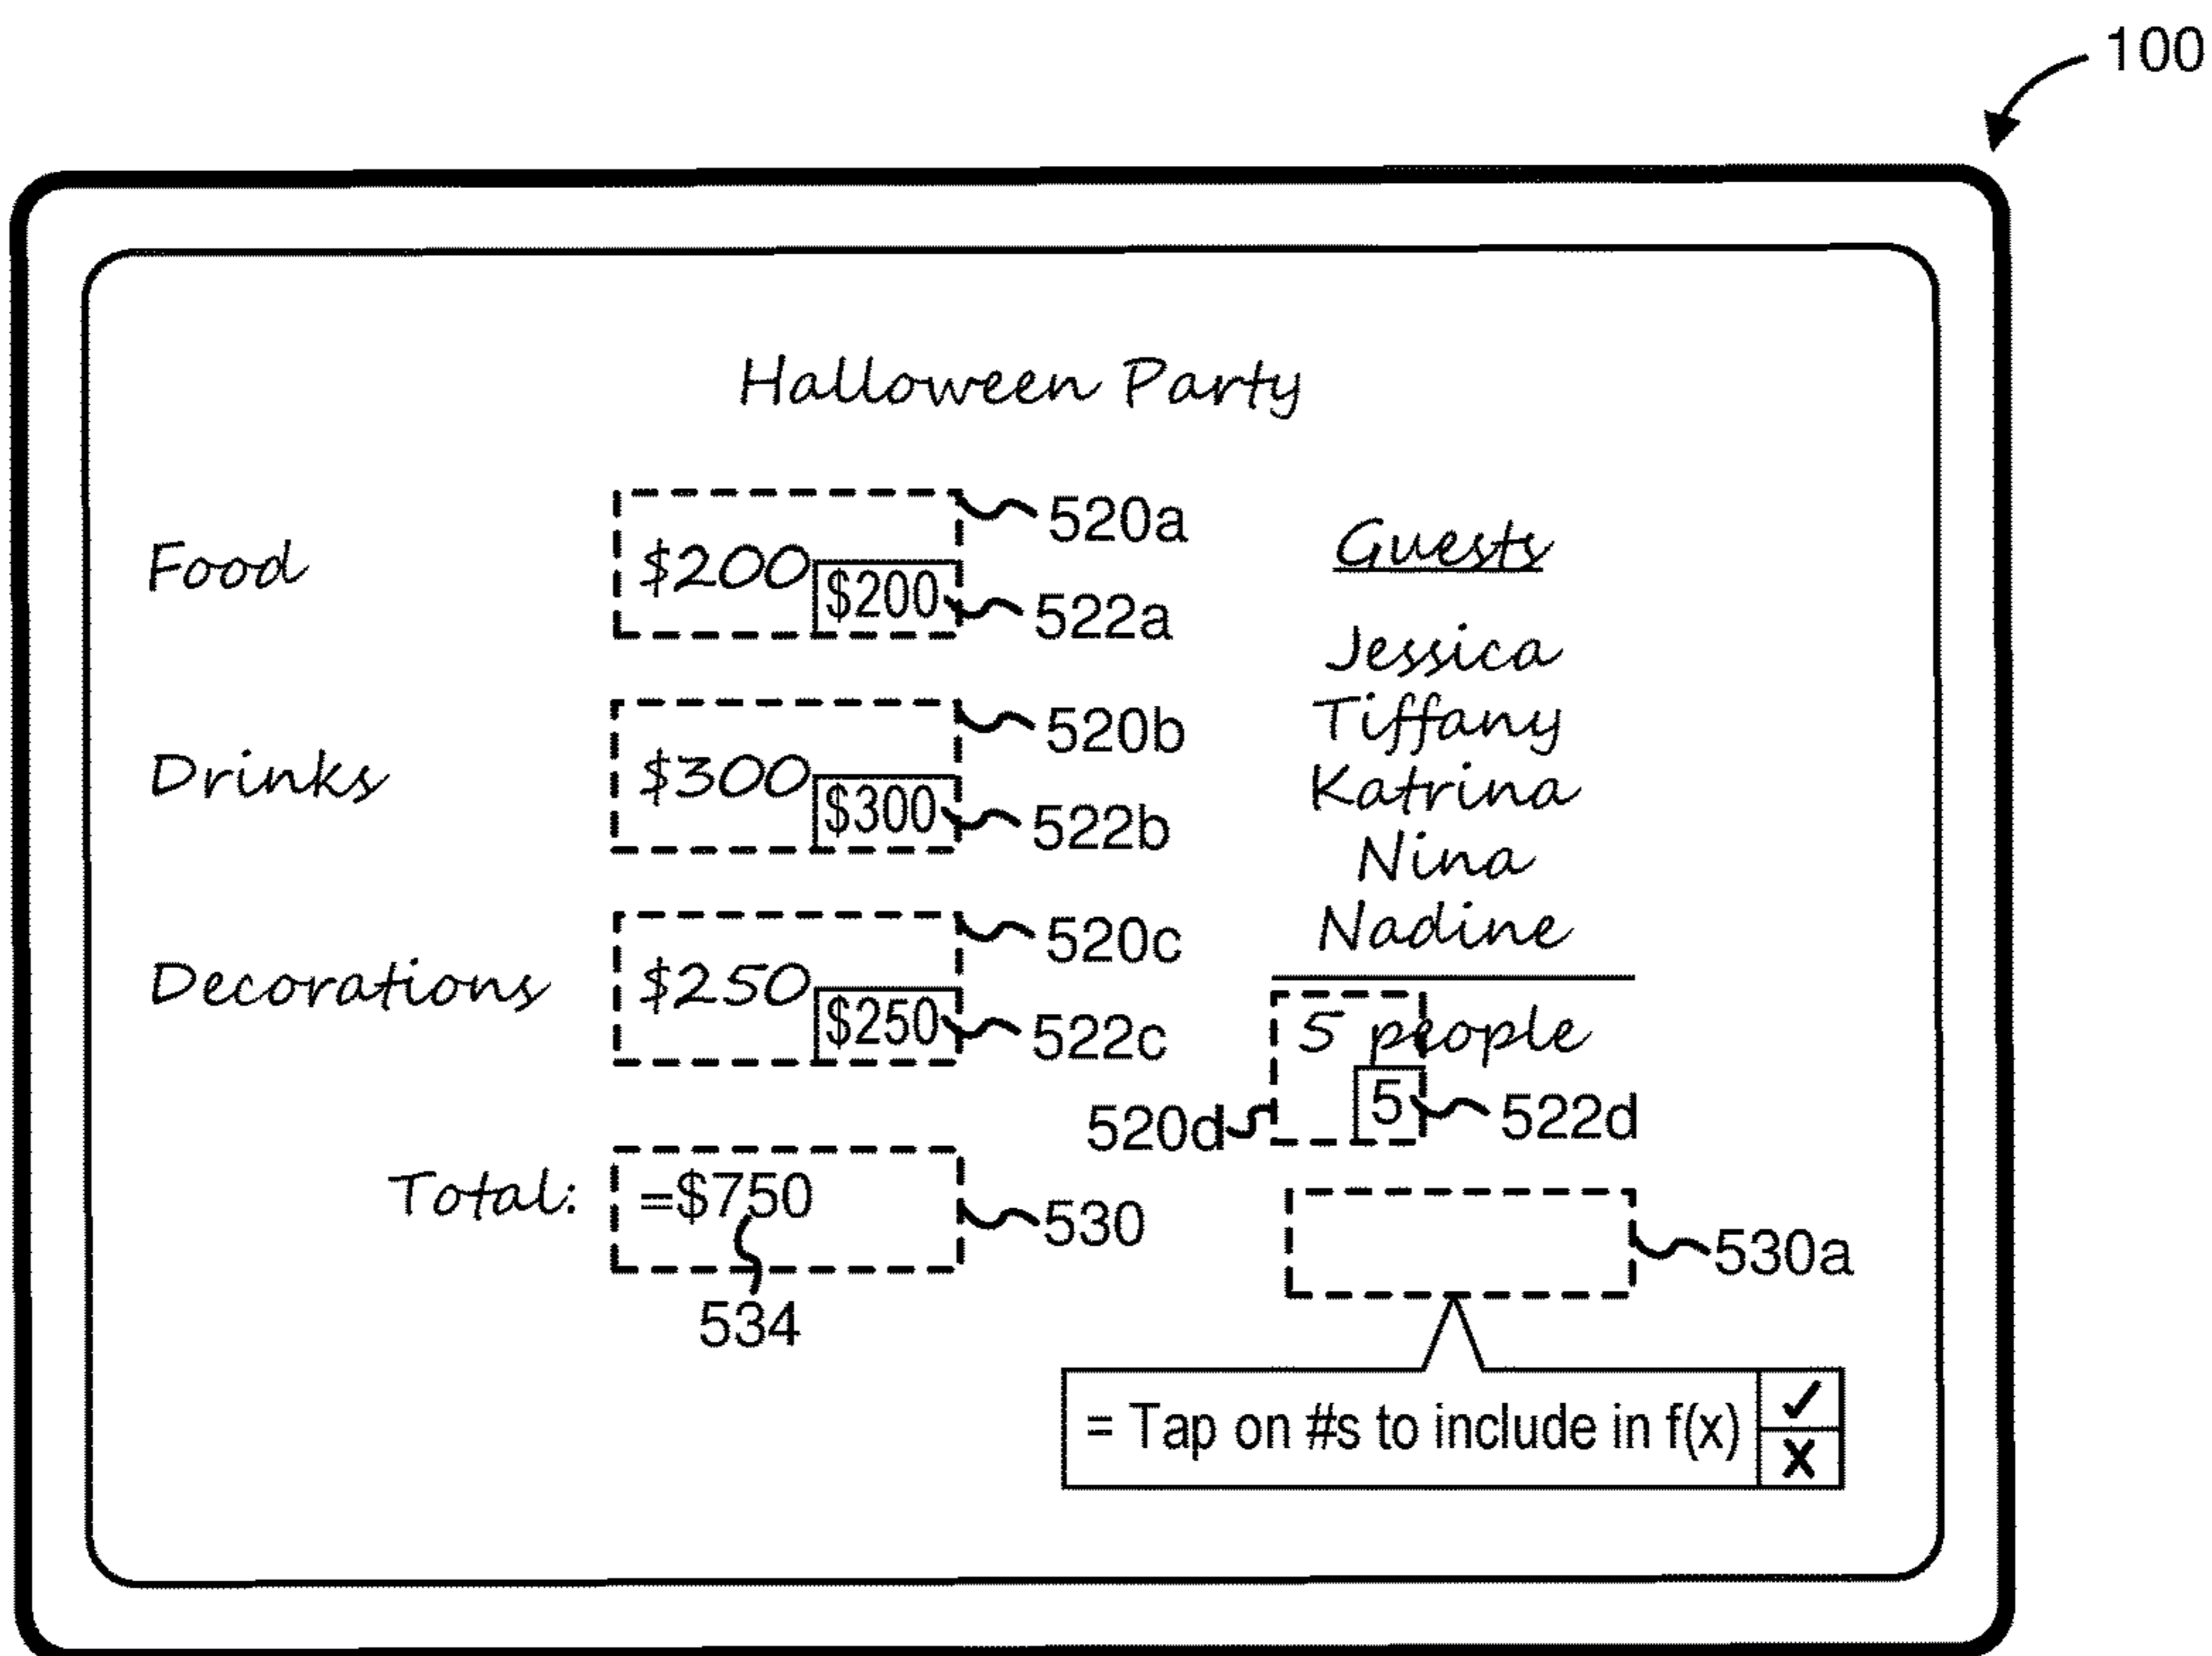 100
Halloween Party
520a
Food $200 $200
522a
520b
Drinks $300 $300
522b
520c
Decorations $250 $250
522c
Total: =$750
530
534
Guests
Jessica
Tiffany
Katrina
Nina
Nadine
5 people
5
520d
522d
530a
= Tap on #s to include in f(x) ✓
X